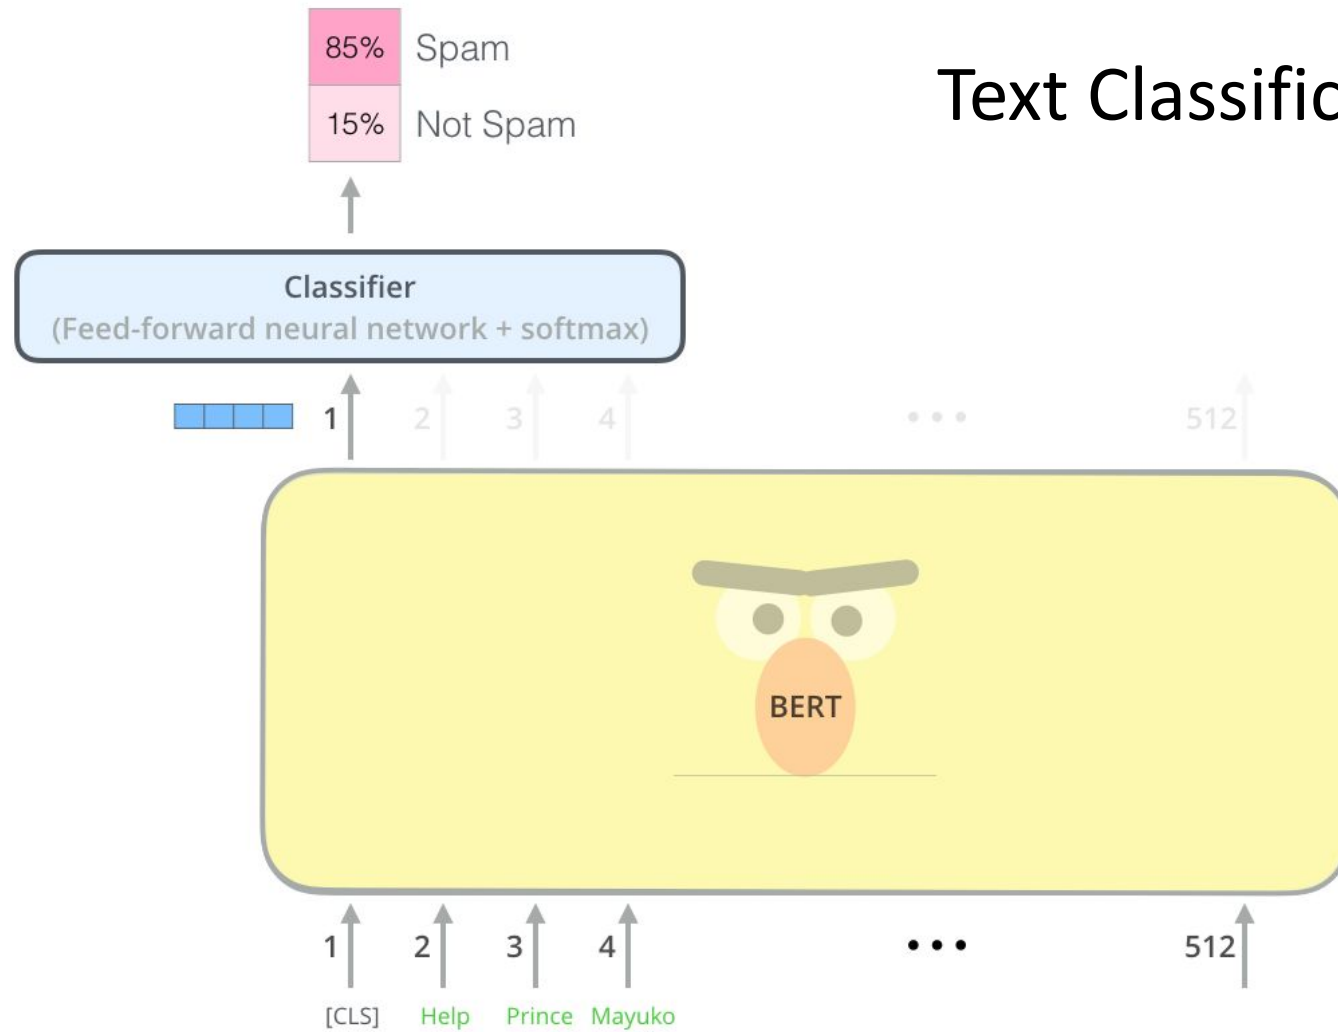 Text Classific
85% Spam
15% Not Spam
Classifier
(Feed-forward neural network + softmax)
1 2 3 4 ••• 512
BERT
1 2 3 4 ••• 512
[CLS] Help Prince Mayuko